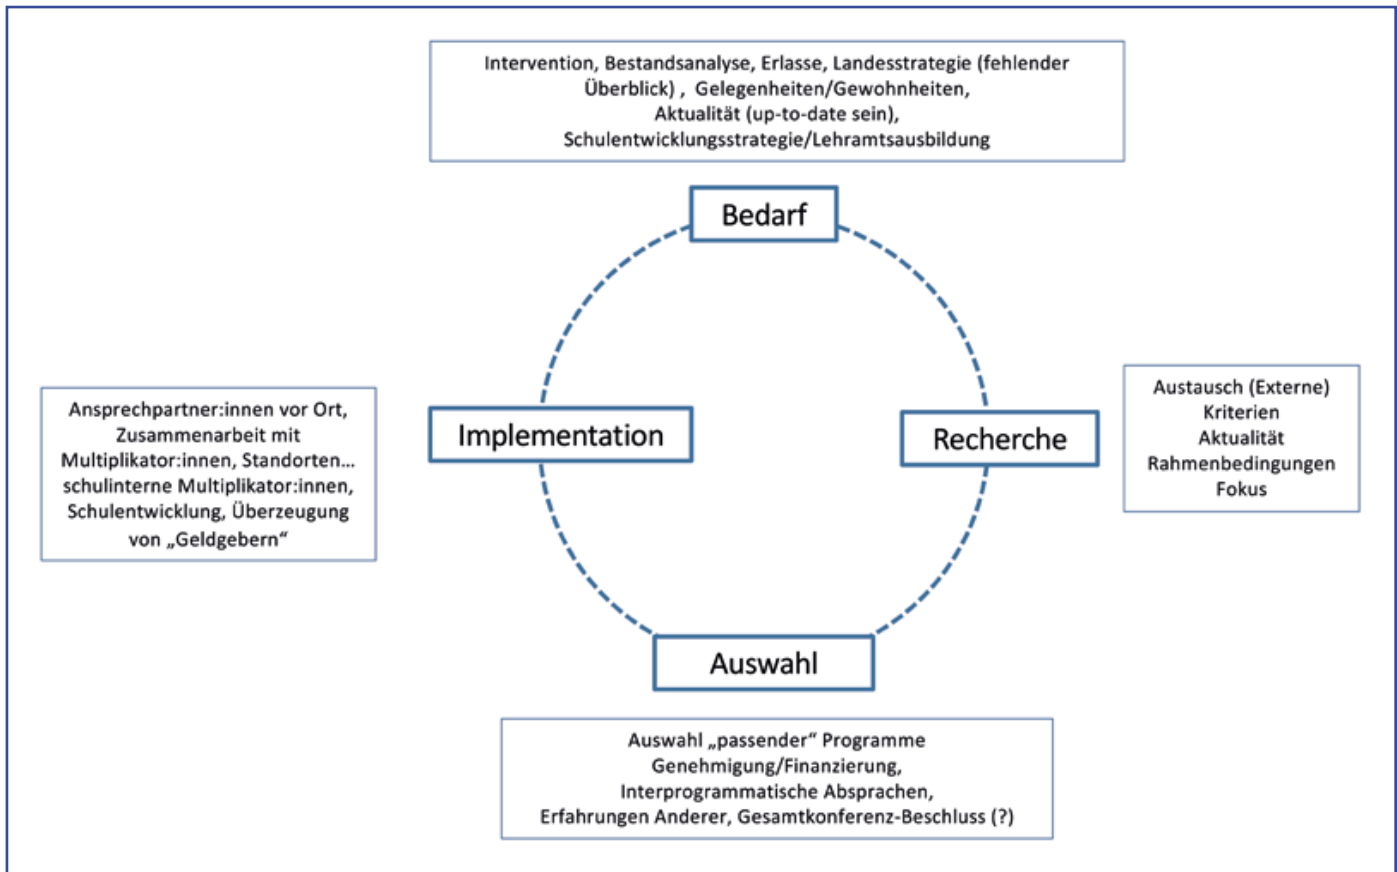 Intervention, Bestandsanalyse, Erlasse, Landesstrategie (fehlender
Überblick) , Gelegenheiten/Gewohnheiten,
Aktualität (up-to-date sein),
Schulentwicklungsstrategie/Lehramtsausbildung
Bedarf
Austausch (Externe)
Kriterien
Aktualität
Rahmenbedingungen
Fokus
Recherche
Ansprechpartner:innen vor Ort,
Zusammenarbeit mit
Multiplikator:innen, Standorten...
schulinterne Multiplikator:innen,
Schulentwicklung, Überzeugung
von „Geldgebern“
Implementation
Auswahl
Auswahl „passender“ Programme
Genehmigung/Finanzierung,
Interprogrammatische Absprachen,
Erfahrungen Anderer, Gesamtkonferenz-Beschluss (?)